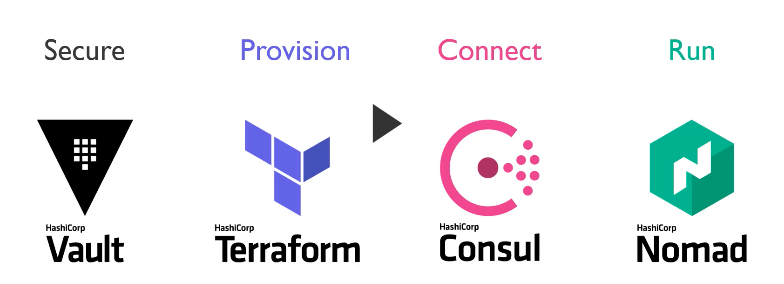 Secure
Provision
Connect
Run
HashiCorp
Vault
HashiCorp
Terraform
HashiCorp
Consul
HashiCorp
Nomad